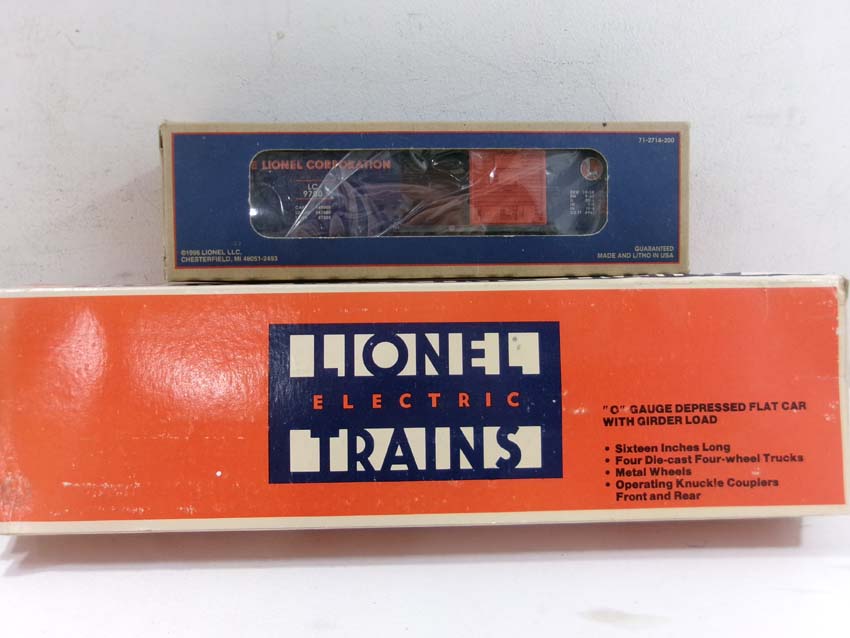 71-2714-200
E LIONEL CORPORATION
LC
9700
©1996 LIONEL LLC.
CHESTERFIELD, MI 48051-2493
GUARANTEED
MADE AND LITHO IN USA
LIONEL
ELECTRIC
TRAINS
"O" GAUGE DEPRESSED FLAT CAR
WITH GIRDER LOAD
• Sixteen Inches Long
• Four Die-cast Four-wheel Trucks
• Metal Wheels
• Operating Knuckle Couplers
Front and Rear